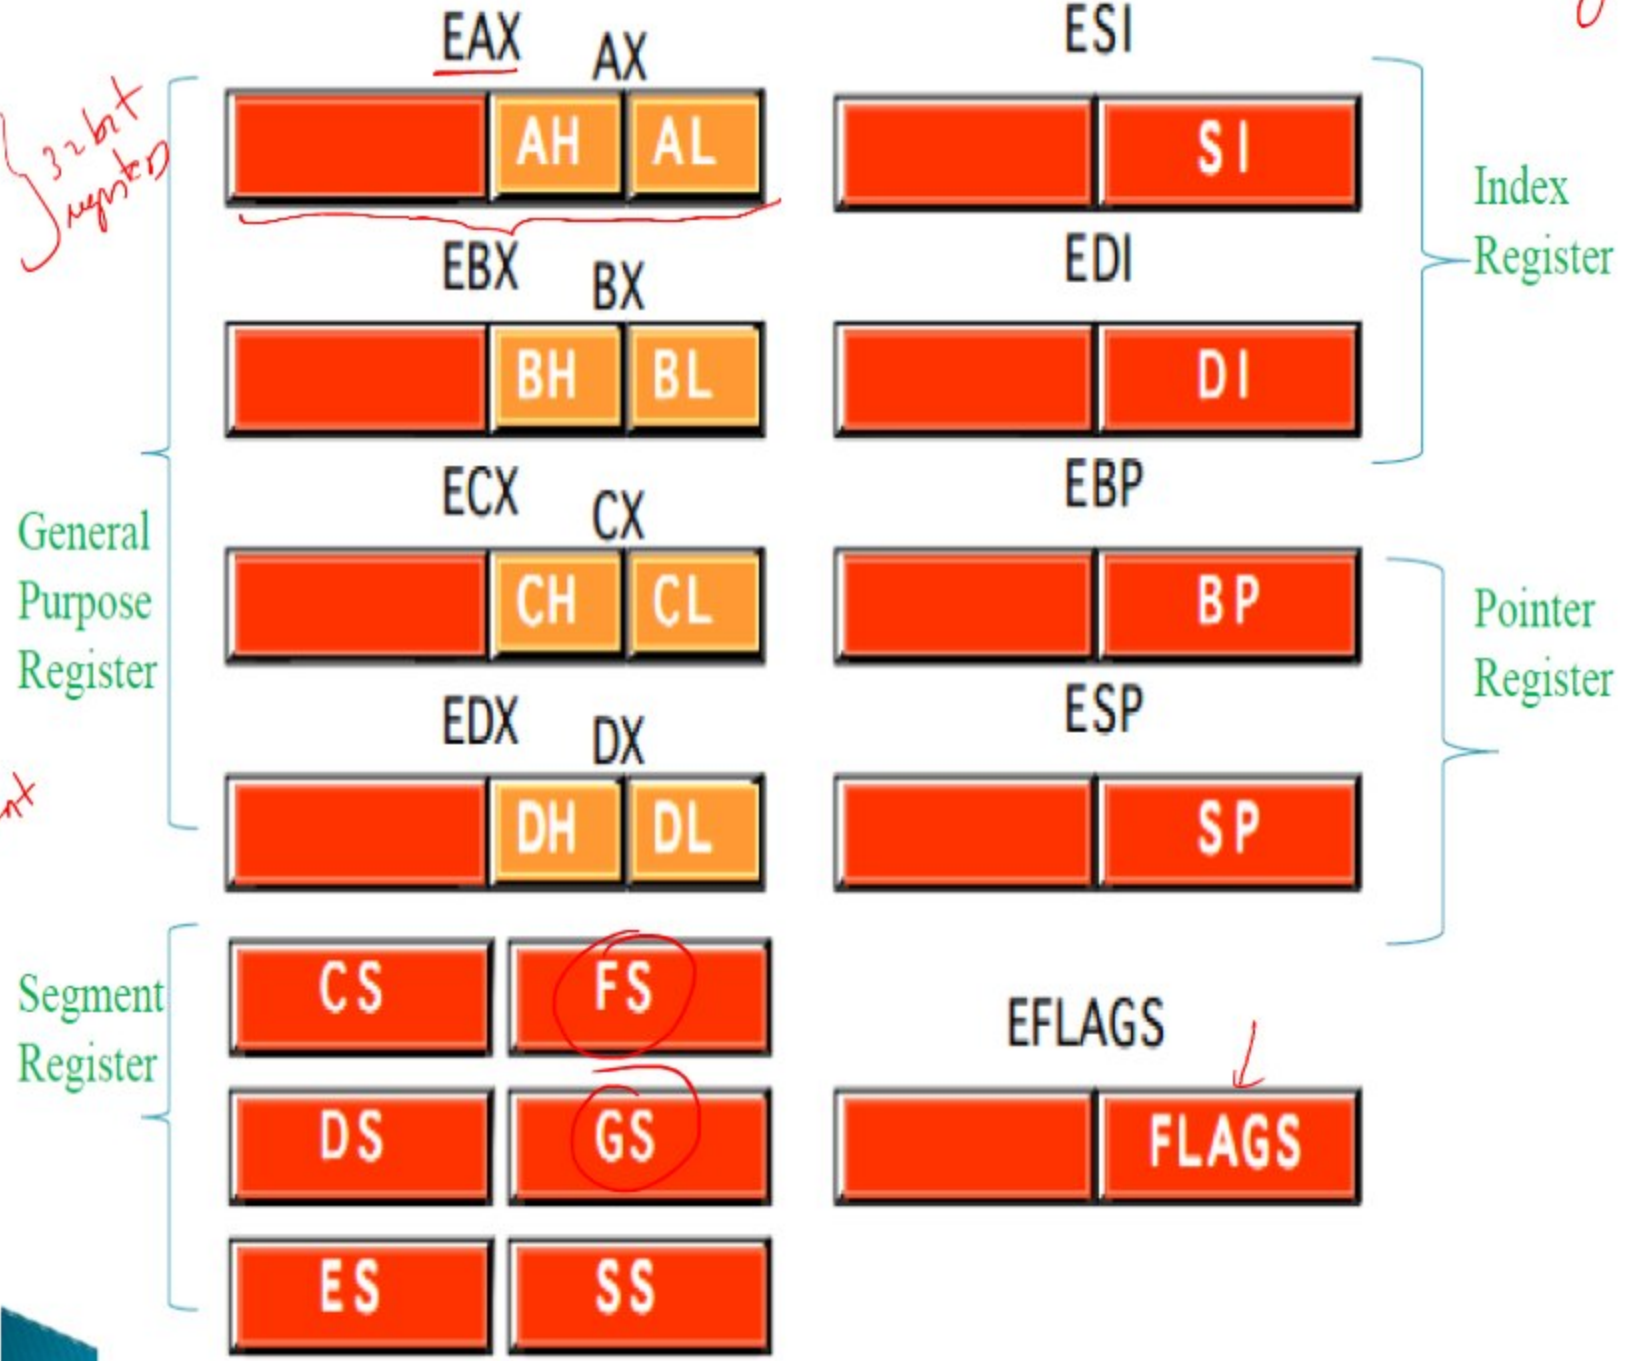 EAX AX
AH AL
EBX BX
BH BL
ECX CX
CH CL
EDX DX
DH DL
32 bit
registers
General
Purpose
Register
ESI
SI
EDI
DI
Index
Register
EBP
BP
ESP
SP
Pointer
Register
CS FS
DS GS
ES SS
Segment
Register
EFLAGS
FLAGS